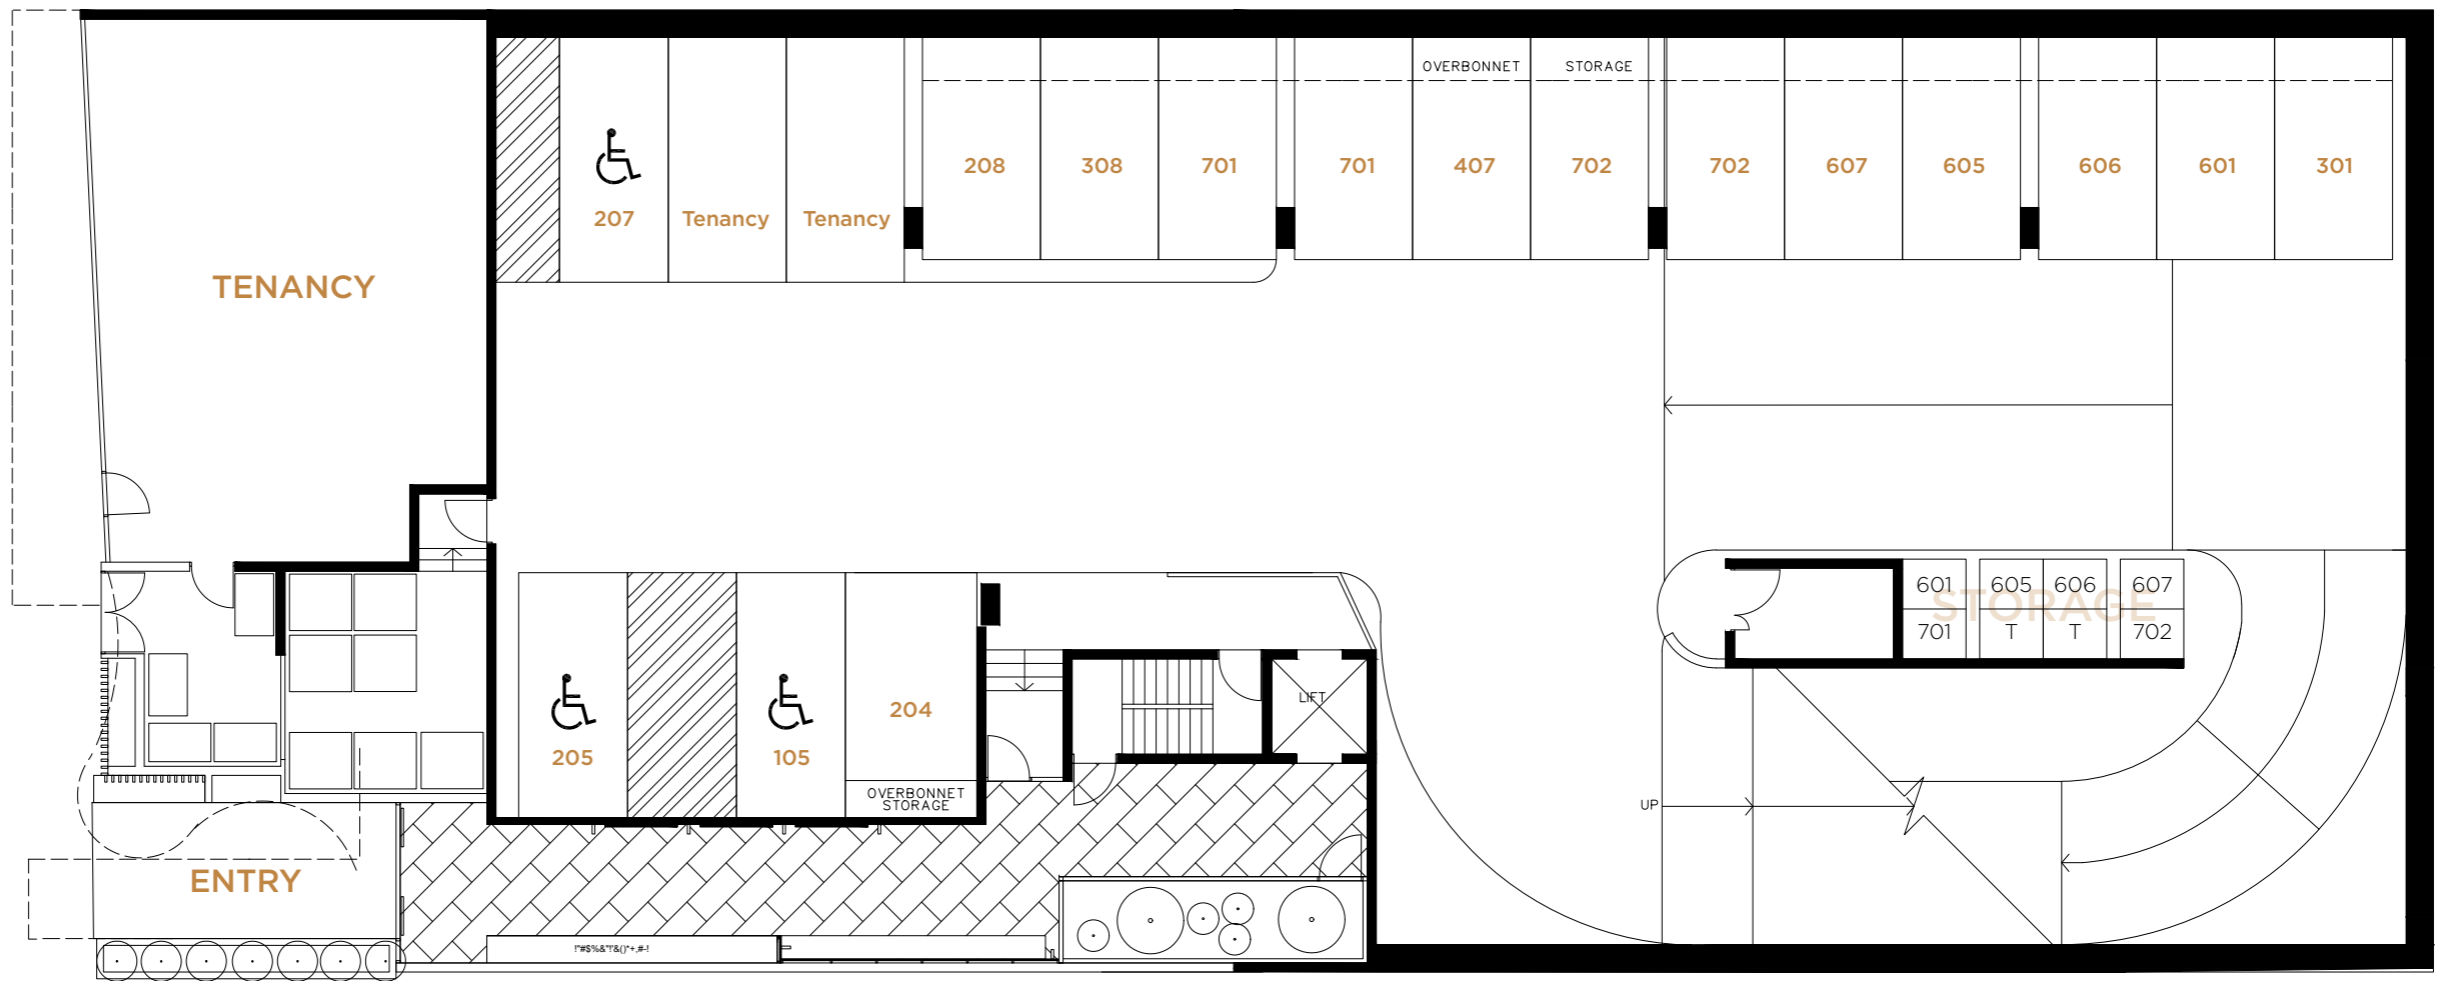 OVERBONNET STORAGE
208 308 701 701 407 702 702 607 605 606 601 301
207 Tenancy Tenancy
TENANCY
601 605 606 607
STORAGE
701 T T 702
LIFT
204
205 105
OVERBONNET
STORAGE
UP
ENTRY
!"#$%&"!'&()"+,#-!